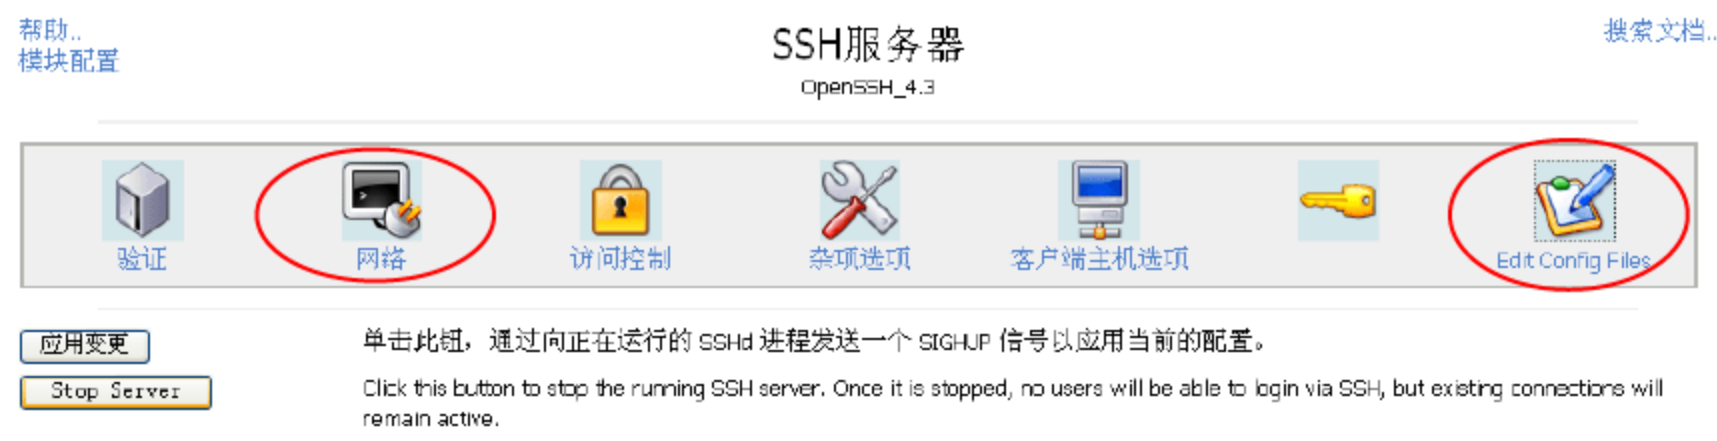 帮助..
模块配置
SSH服务器
OpenSSH_4.3
搜索文档..
验证
网络
访问控制
杂项选项
客户端主机选项
Edit Config Files
应用变更
单击此钮，通过向正在运行的 SSHd 进程发送一个 SIGHUP 信号以应用当前的配置。
Stop Server
Click this button to stop the running SSH server. Once it is stopped, no users will be able to login via SSH, but existing connections will
remain active.